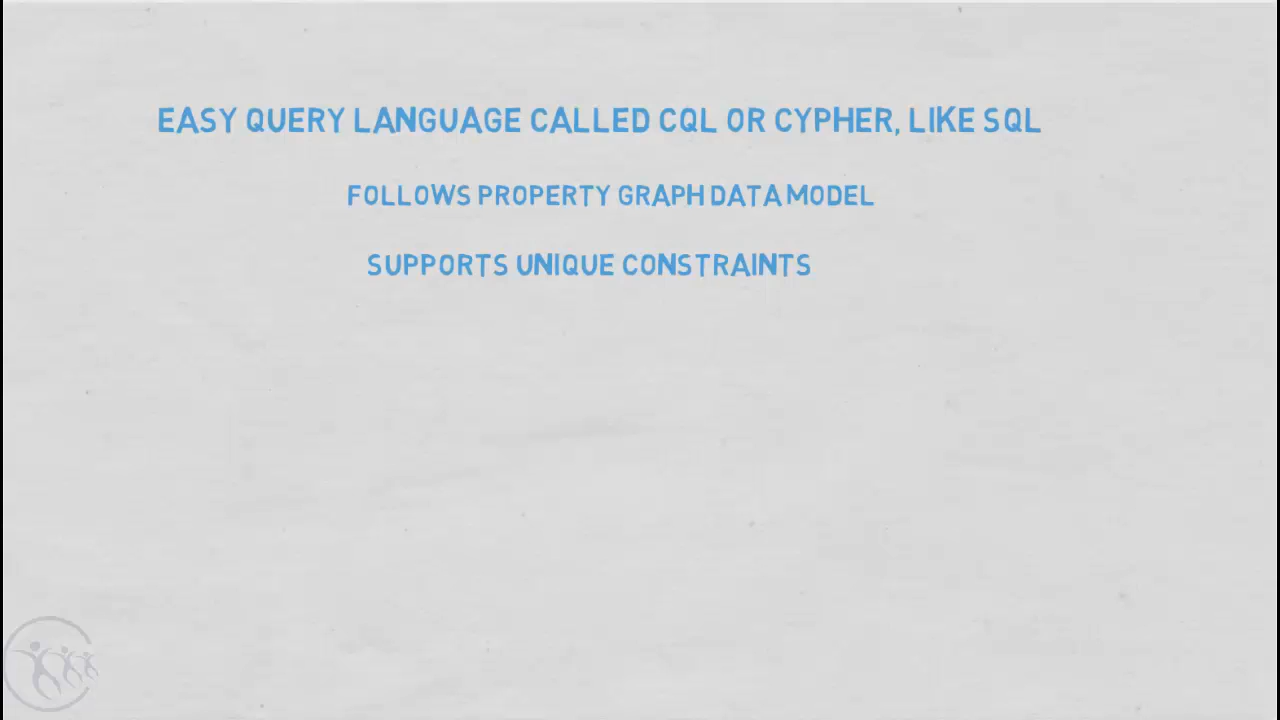 EASY QUERY LANGUAGE CALLED CQL OR CYPHER, LIKE SQL
FOLLOWS PROPERTY GRAPH DATA MODEL
SUPPORTS UNIQUE CONSTRAINTS